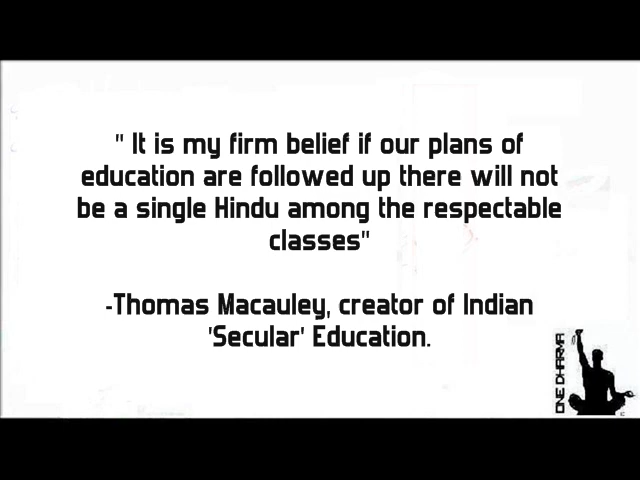 " It is my firm belief if our plans of
education are followed up there will not
be a single Hindu among the respectable
classes"
-Thomas Macauley, creator of Indian
'Secular' Education.
ONE DHARMA